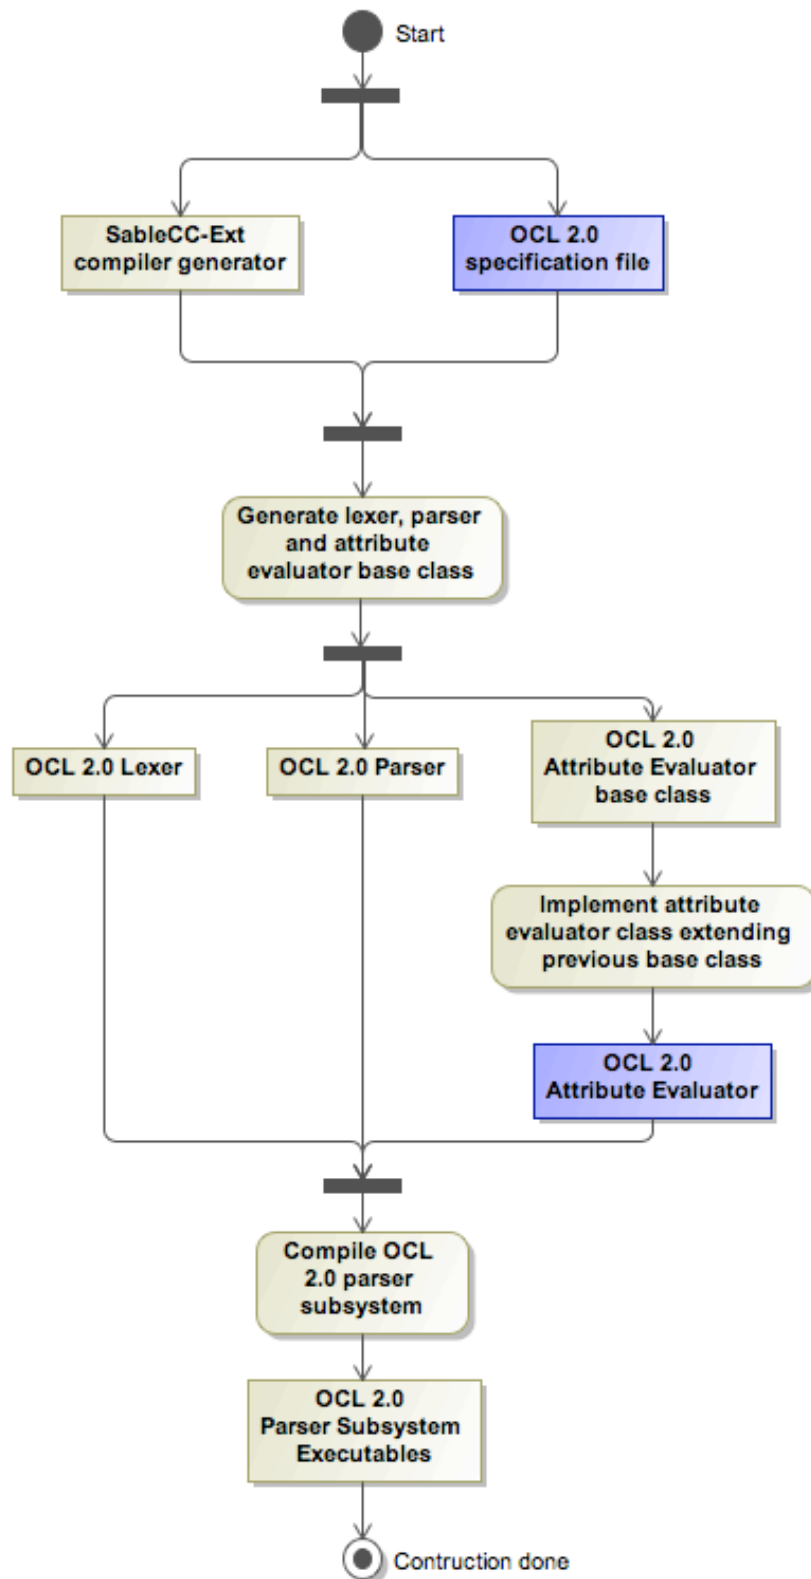 Start
SableCC-Ext
compiler generator
OCL 2.0
specification file
Generate lexer, parser
and attribute
evaluator base class
OCL 2.0 Lexer
OCL 2.0 Parser
OCL 2.0
Attribute Evaluator
base class
Implement attribute
evaluator class extending
previous base class
OCL 2.0
Attribute Evaluator
Compile OCL
2.0 parser
subsystem
OCL 2.0
Parser Subsystem
Executables
Contruction done